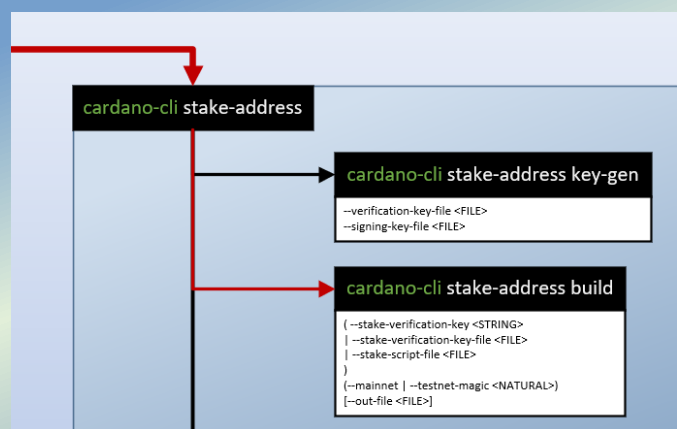 cardano-cli stake-address
cardano-cli stake-address key-gen
--verification-key-file <FILE>
--signing-key-file <FILE>
cardano-cli stake-address build
( --stake-verification-key <STRING>
| --stake-verification-key-file <FILE>
| --stake-script-file <FILE>
)
(--mainnet | --testnet-magic <NATURAL>)
[--out-file <FILE>]